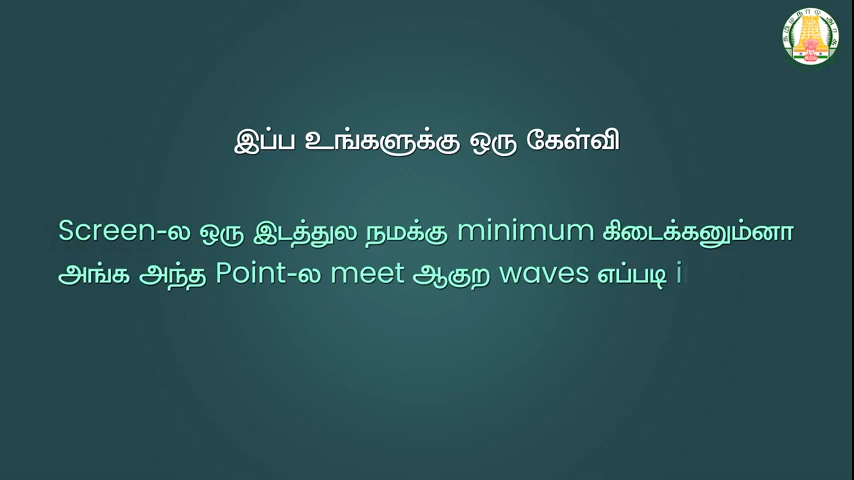 இப்ப உங்களுக்கு ஒரு கேள்வி
Screen-ல ஒரு இடத்துல நமக்கு minimum கிடைக்கனும்னா
அங்க அந்த Point-ல meet ஆகுற waves எப்படி i